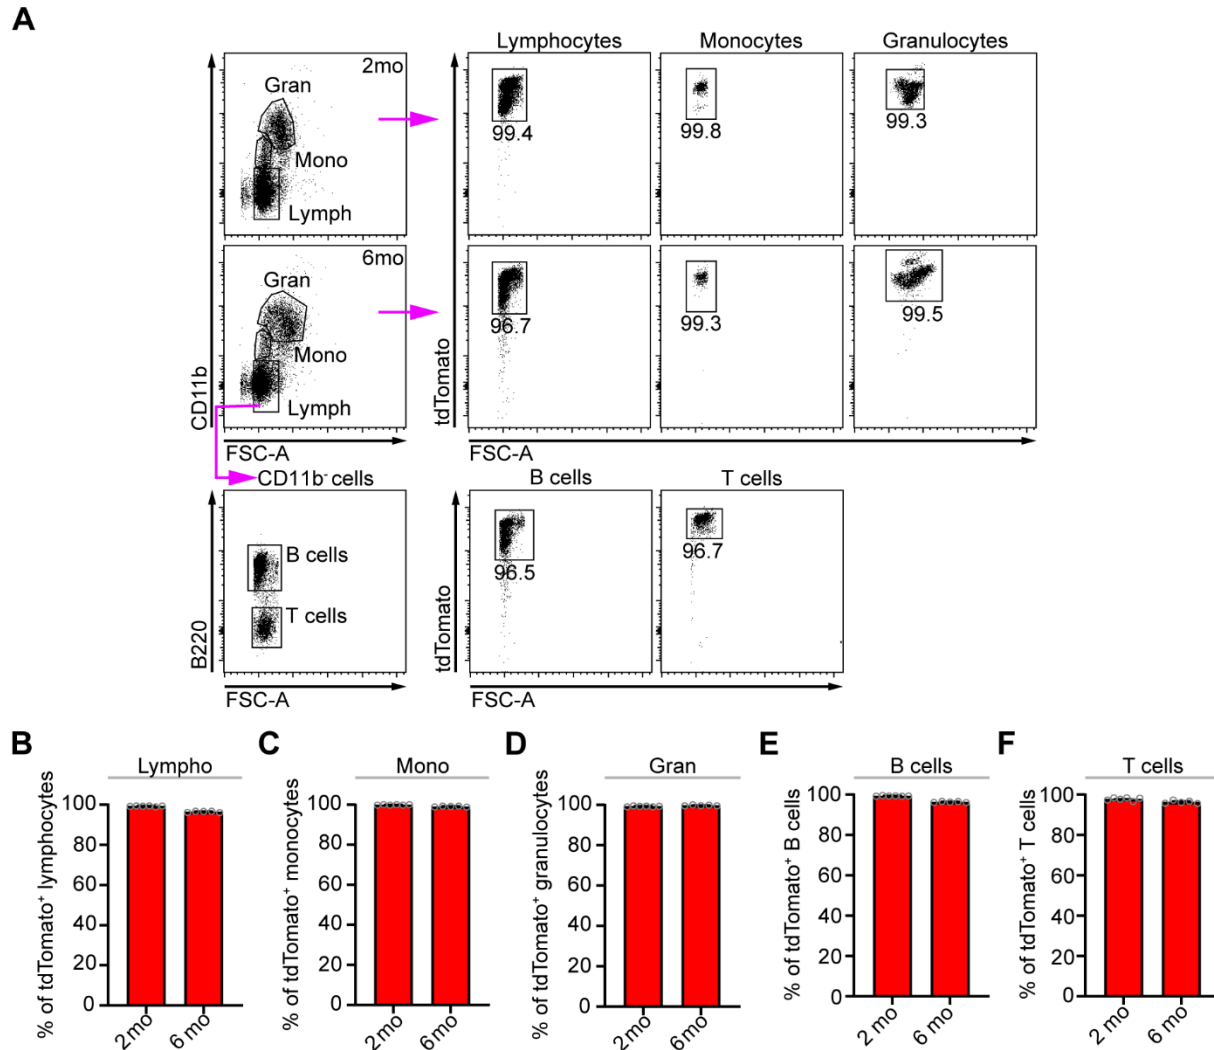 A
Lymphocytes
Monocytes
Granulocytes
2mo
Gran
Mono
Lymph
99.4
99.8
99.3
6mo
Gran
Mono
Lymph
96.7
99.3
99.5
CD11b
tdTomato
FSC-A
FSC-A
CD11b⁻ cells
B cells
T cells
B cells
T cells
96.5
96.7
B220
tdTomato
FSC-A
FSC-A
B
Lympho
% of tdTomato⁺ lymphocytes
100
80
60
40
20
0
2 mo
6 mo
C
Mono
% of tdTomato⁺ monocytes
100
80
60
40
20
0
2 mo
6 mo
D
Gran
% of tdTomato⁺ granulocytes
100
80
60
40
20
0
2 mo
6 mo
E
B cells
% of tdTomato⁺ B cells
100
80
60
40
20
0
2 mo
6 mo
F
T cells
% of tdTomato⁺ T cells
100
80
60
40
20
0
2 mo
6 mo